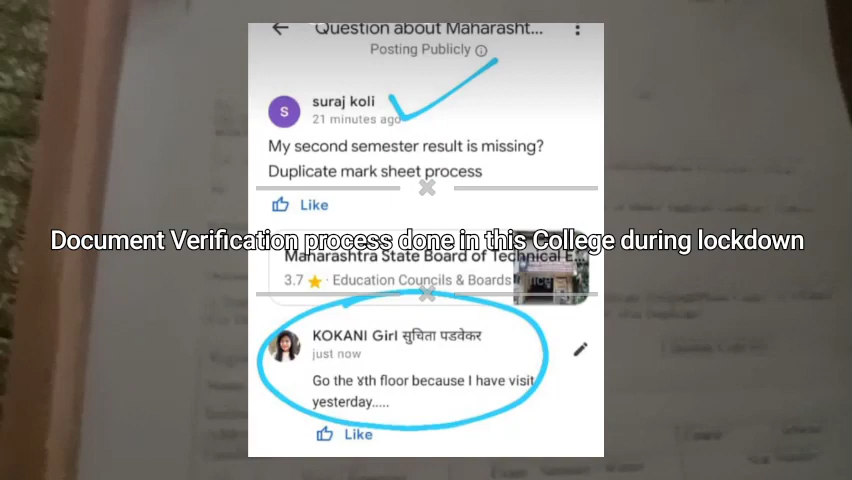 Question about Maharasht...
Posting Publicly
S
suraj koli
21 minutes ago
My second semester result is missing?
Duplicate mark sheet process
Like
Document Verification process done in this College during lockdown
Maharashtra State Board of Technical E...
3.7 · Education Councils & Boards
KOKANI Girl सुचिता पडवेकर
just now
Go the ४th floor because I have visit
yesterday.....
Like